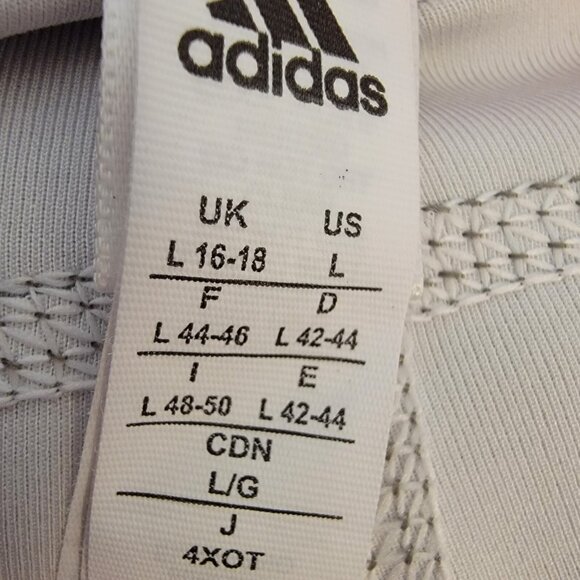 adidas
UK US
L 16-18 L
F D
L 44-46 L 42-44
I E
L 48-50 L 42-44
CDN
L/G
J
4XOT